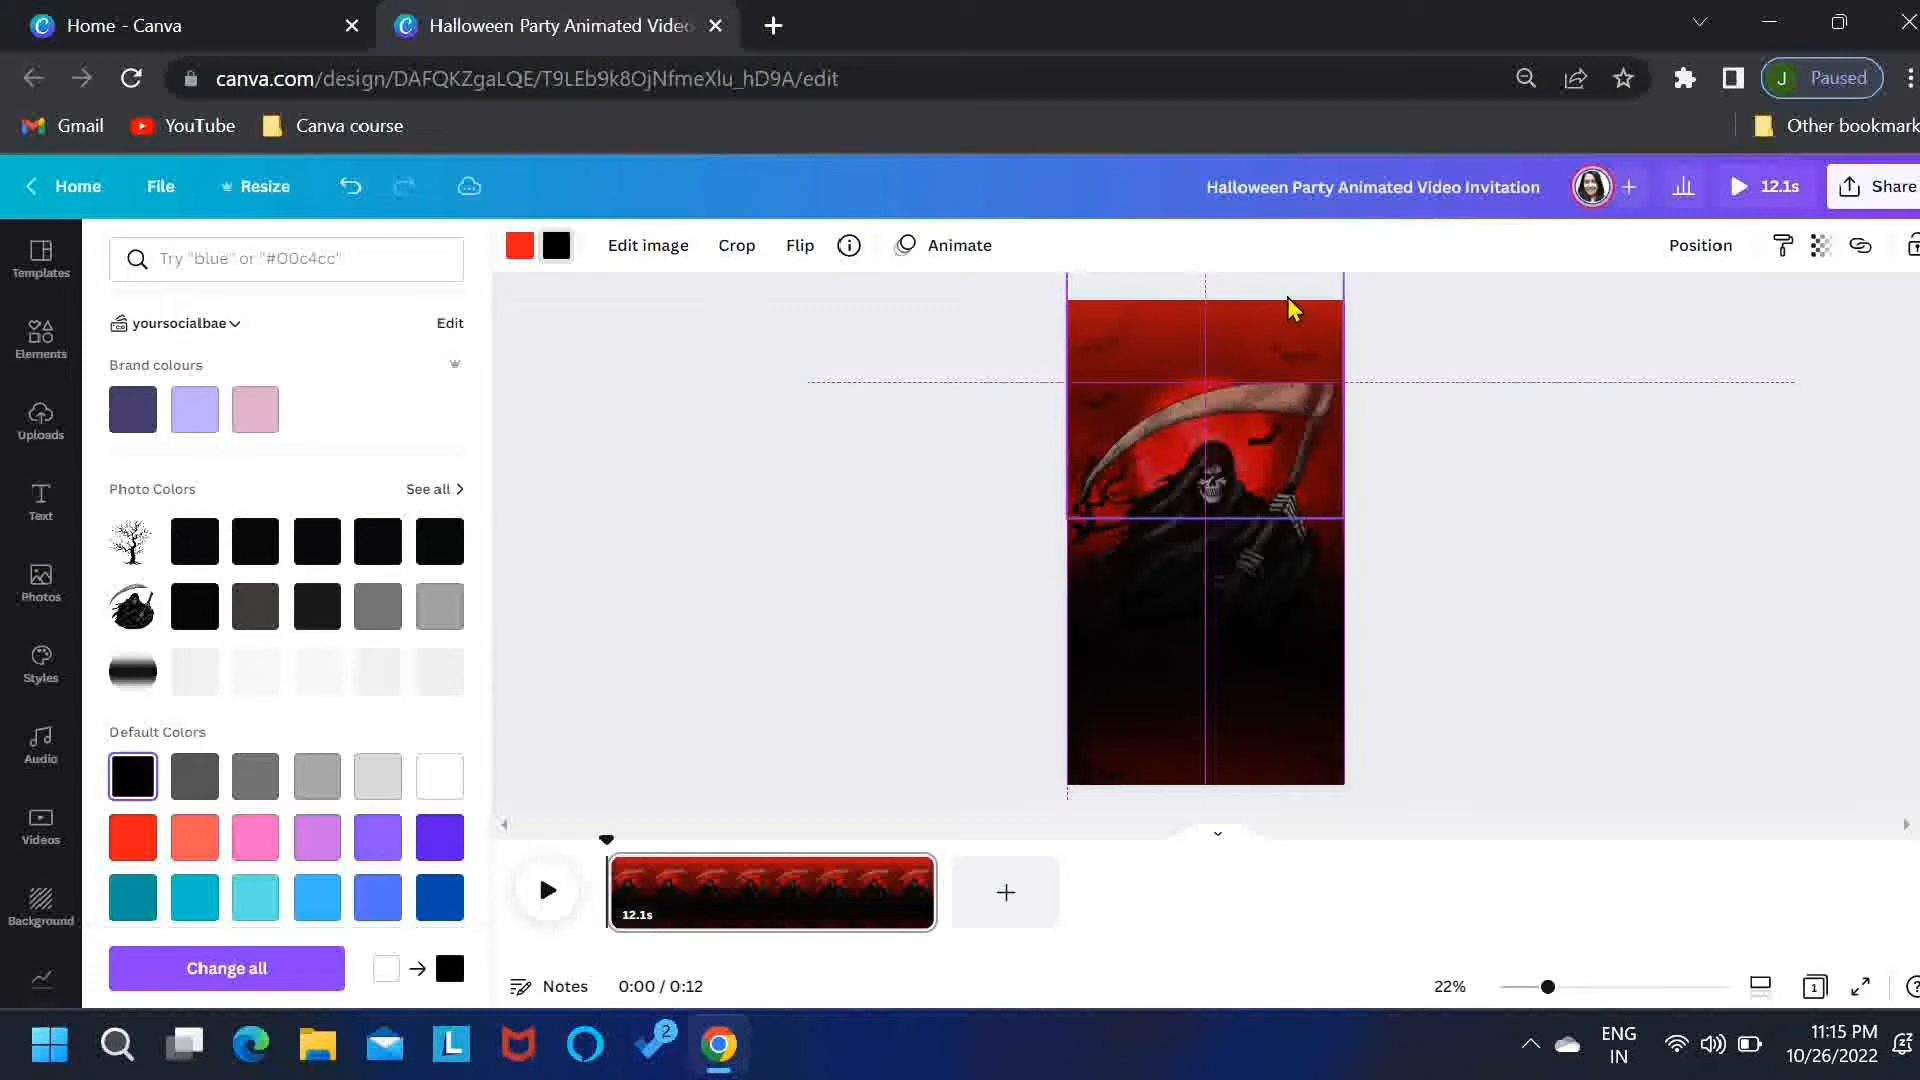 Home - Canva
Halloween Party Animated Video
canva.com/design/DAFQKZgaLQE/T9LEb9k8OjNfmeXlu_hD9A/edit
J Paused
Gmail
YouTube
Canva course
Other bookmark
Home
File
Resize
Halloween Party Animated Video Invitation
12.1s
Share
Templates
Elements
Uploads
Text
Photos
Styles
Audio
Videos
Background
Try "blue" or "#00c4cc"
yoursocialbae
Edit
Brand colours
Photo Colors
See all
Default Colors
Change all
Edit image
Crop
Flip
Animate
Position
12.1s
Notes
0:00 / 0:12
22%
1
2
ENG
IN
11:15 PM
10/26/2022